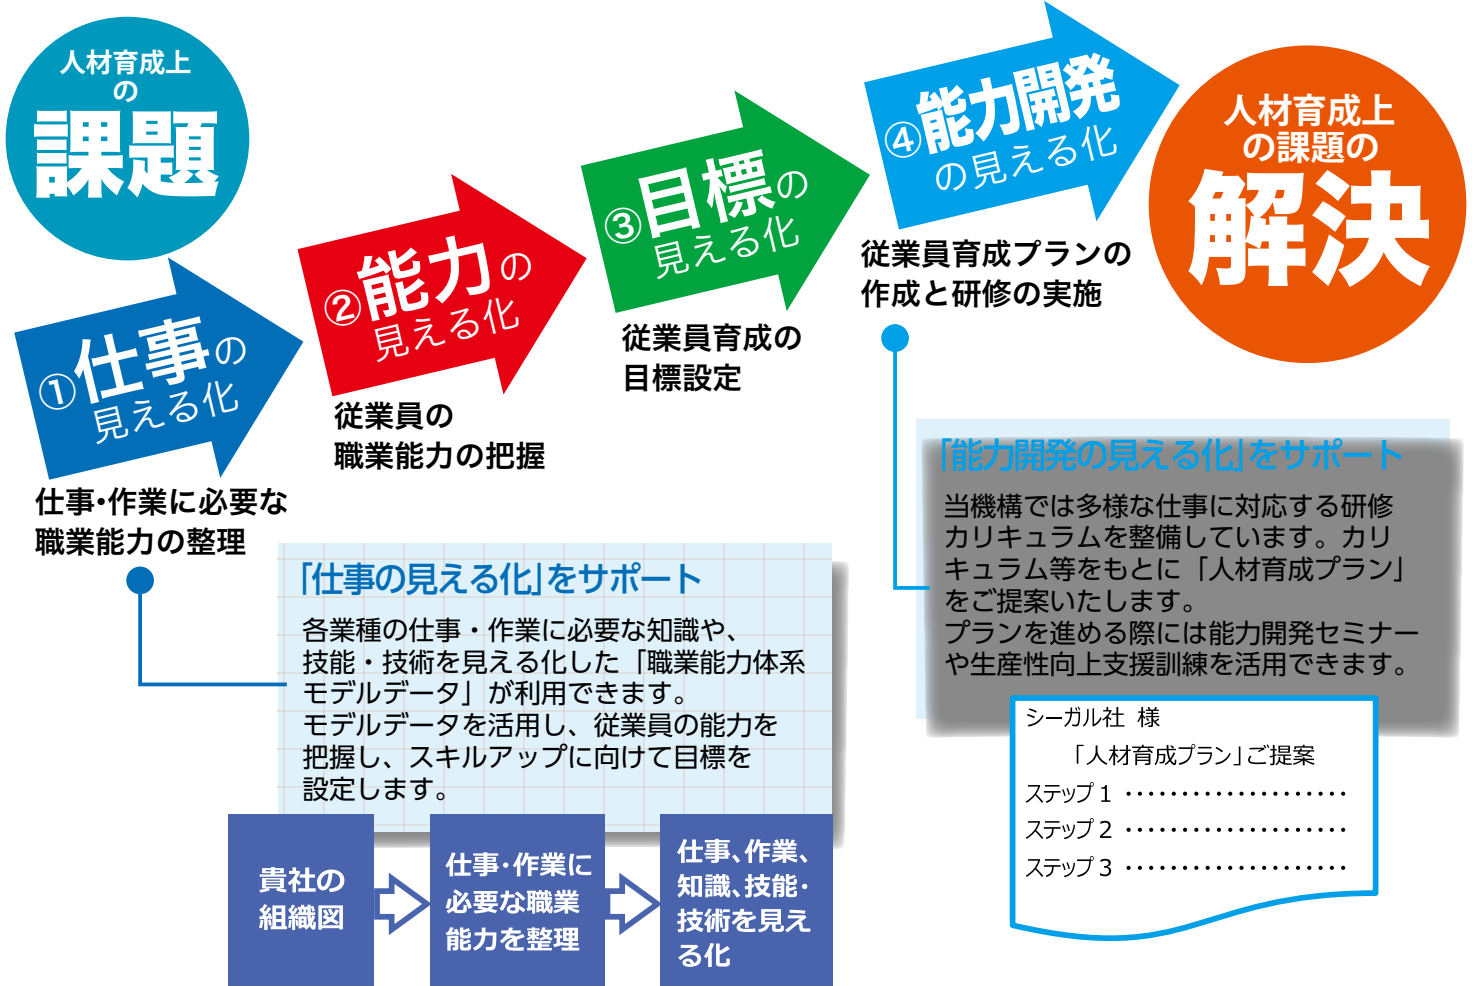 人材育成上
の
課題
①仕事の
見える化
仕事・作業に必要な
職業能力の整理
②能力の
見える化
従業員の
職業能力の把握
③目標の
見える化
従業員育成の
目標設定
④能力開発
の見える化
従業員育成プランの
作成と研修の実施
人材育成上
の課題の
解決
「仕事の見える化」をサポート
各業種の仕事・作業に必要な知識や、
技能・技術を見える化した「職業能力体系
モデルデータ」が利用できます。
モデルデータを活用し、従業員の能力を
把握し、スキルアップに向けて目標を
設定します。
貴社の
組織図
仕事・作業に
必要な職業
能力を整理
仕事、作業、
知識、技能・
技術を見え
る化
「能力開発の見える化」をサポート
当機構では多様な仕事に対応する研修
カリキュラムを整備しています。カリ
キュラム等をもとに「人材育成プラン」
をご提案いたします。
プランを進める際には能力開発セミナー
や生産性向上支援訓練を活用できます。
シーガル社 様
「人材育成プラン」ご提案
ステップ1 ・・・・・・・・・・・・・・・・・・・・
ステップ2 ・・・・・・・・・・・・・・・・・・・・
ステップ3 ・・・・・・・・・・・・・・・・・・・・